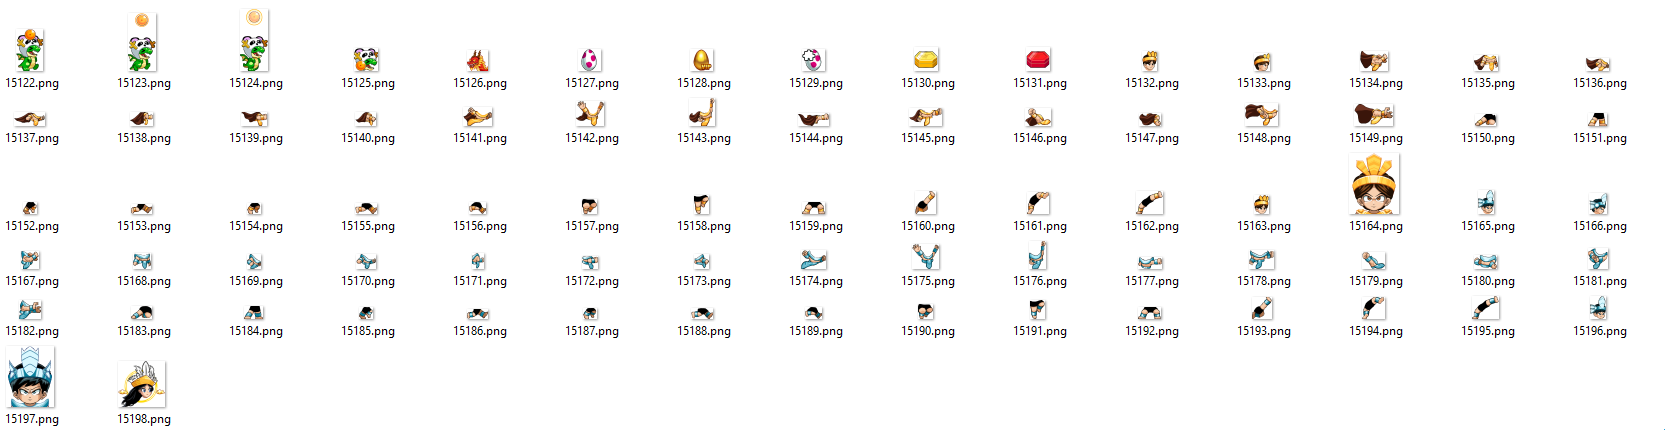 15122.png 15123.png 15124.png 15125.png 15126.png 15127.png 15128.png 15129.png 15130.png 15131.png 15132.png 15133.png 15134.png 15135.png 15136.png
15137.png 15138.png 15139.png 15140.png 15141.png 15142.png 15143.png 15144.png 15145.png 15146.png 15147.png 15148.png 15149.png 15150.png 15151.png
15152.png 15153.png 15154.png 15155.png 15156.png 15157.png 15158.png 15159.png 15160.png 15161.png 15162.png 15163.png 15164.png 15165.png 15166.png
15167.png 15168.png 15169.png 15170.png 15171.png 15172.png 15173.png 15174.png 15175.png 15176.png 15177.png 15178.png 15179.png 15180.png 15181.png
15182.png 15183.png 15184.png 15185.png 15186.png 15187.png 15188.png 15189.png 15190.png 15191.png 15192.png 15193.png 15194.png 15195.png 15196.png
15197.png 15198.png